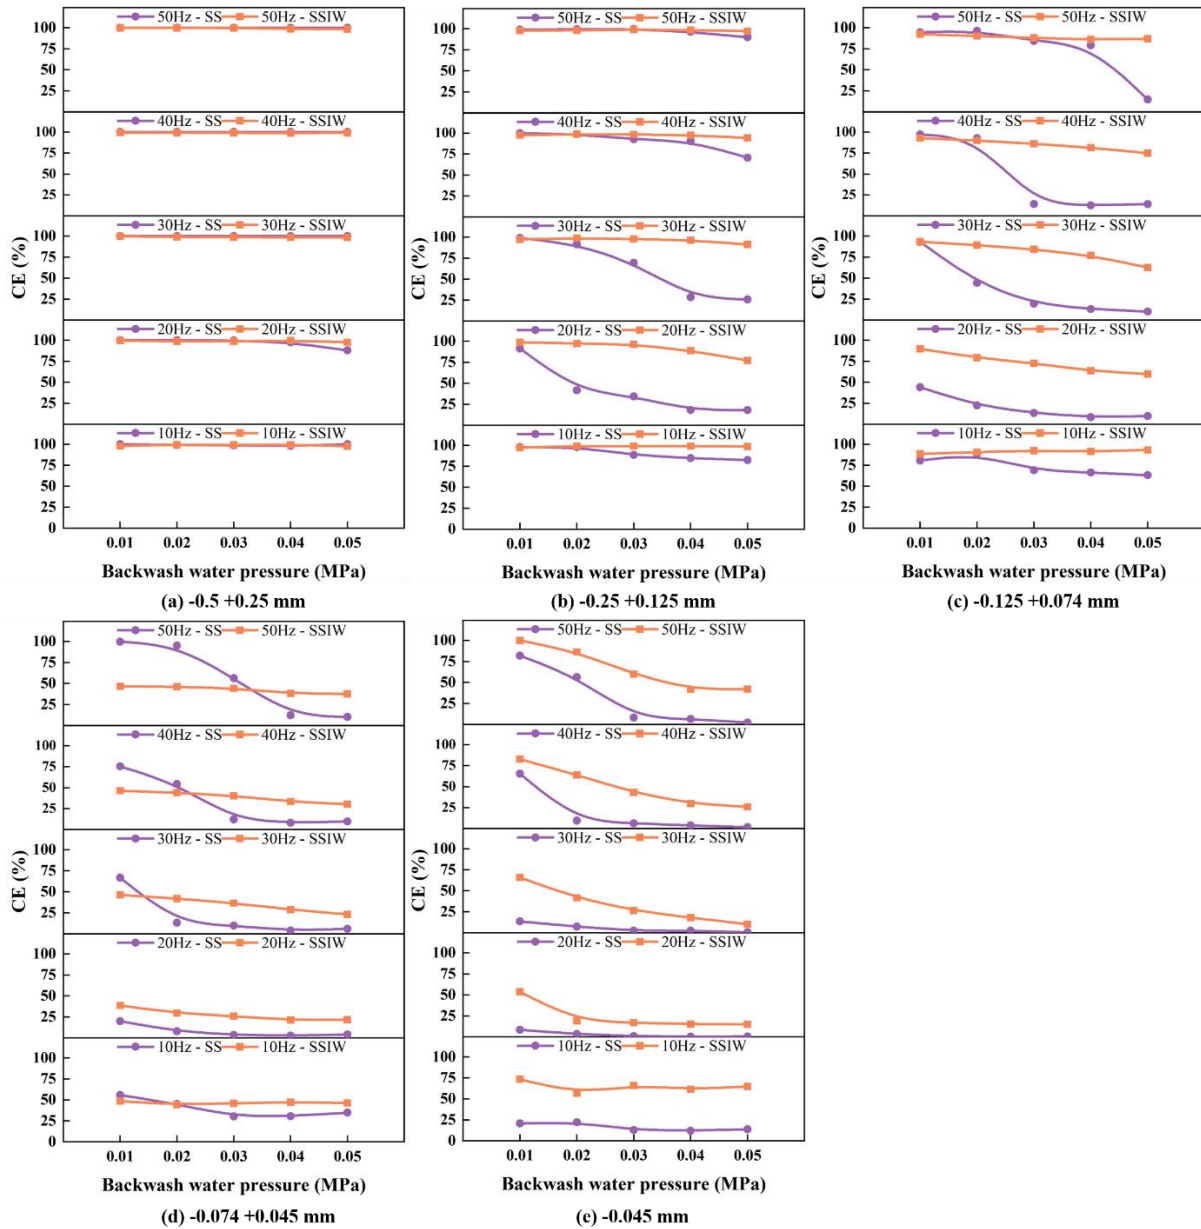 50Hz - SS 50Hz - SSIW
100
75
50
25
40Hz - SS 40Hz - SSIW
100
75
50
25
30Hz - SS 30Hz - SSIW
100
75
50
25
20Hz - SS 20Hz - SSIW
100
75
50
25
10Hz - SS 10Hz - SSIW
100
75
50
25
0
CE (%)
0.01 0.02 0.03 0.04 0.05
Backwash water pressure (MPa)
(a) -0.5 +0.25 mm
50Hz - SS 50Hz - SSIW
100
75
50
25
40Hz - SS 40Hz - SSIW
100
75
50
25
30Hz - SS 30Hz - SSIW
100
75
50
25
20Hz - SS 20Hz - SSIW
100
75
50
25
10Hz - SS 10Hz - SSIW
100
75
50
25
0
CE (%)
0.01 0.02 0.03 0.04 0.05
Backwash water pressure (MPa)
(b) -0.25 +0.125 mm
50Hz - SS 50Hz - SSIW
100
75
50
25
40Hz - SS 40Hz - SSIW
100
75
50
25
30Hz - SS 30Hz - SSIW
100
75
50
25
20Hz - SS 20Hz - SSIW
100
75
50
25
10Hz - SS 10Hz - SSIW
100
75
50
25
0
CE (%)
0.01 0.02 0.03 0.04 0.05
Backwash water pressure (MPa)
(c) -0.125 +0.074 mm
50Hz - SS 50Hz - SSIW
100
75
50
25
40Hz - SS 40Hz - SSIW
100
75
50
25
30Hz - SS 30Hz - SSIW
100
75
50
25
20Hz - SS 20Hz - SSIW
100
75
50
25
10Hz - SS 10Hz - SSIW
100
75
50
25
0
CE (%)
0.01 0.02 0.03 0.04 0.05
Backwash water pressure (MPa)
(d) -0.074 +0.045 mm
50Hz - SS 50Hz - SSIW
100
75
50
25
40Hz - SS 40Hz - SSIW
100
75
50
25
30Hz - SS 30Hz - SSIW
100
75
50
25
20Hz - SS 20Hz - SSIW
100
75
50
25
10Hz - SS 10Hz - SSIW
100
75
50
25
0
CE (%)
0.01 0.02 0.03 0.04 0.05
Backwash water pressure (MPa)
(e) -0.045 mm